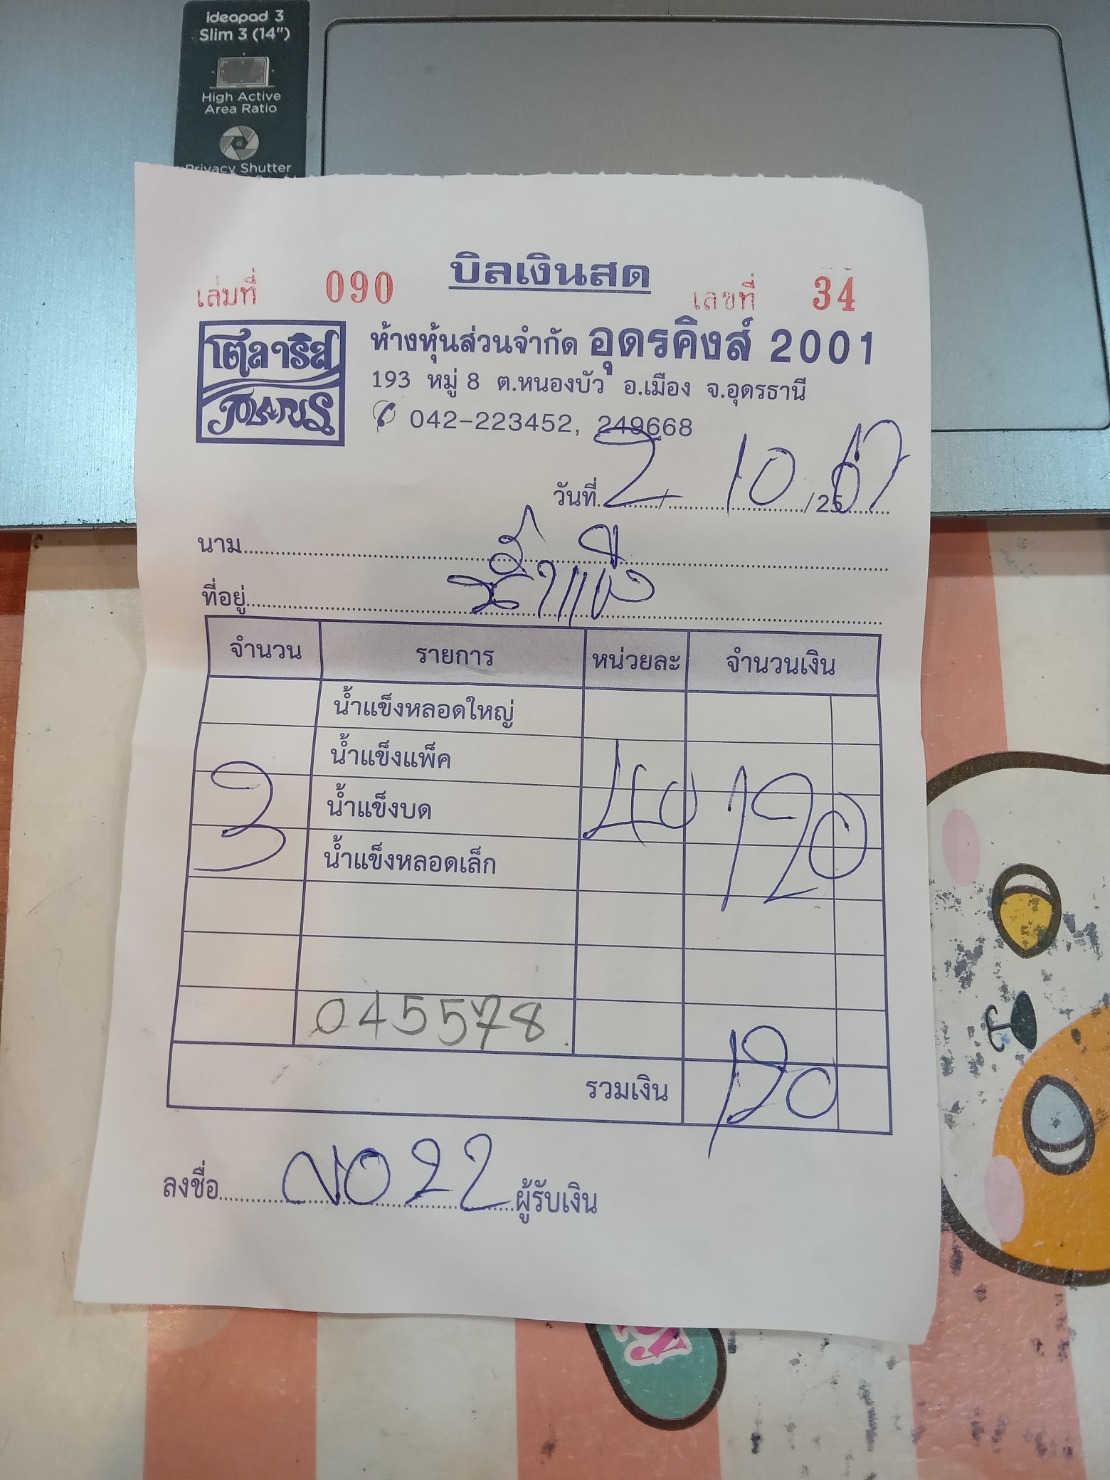 ideapad 3
Slim 3 (14")
High Active
Area Ratio
Privacy Shutter
บิลเงินสด
เล่มที่ 090
เลขที่ 34
โตลาริส
TOLARIS
ห้างหุ้นส่วนจำกัด อุดรคิงส์ 2001
193 หมู่ 8 ต.หนองบัว อ.เมือง จ.อุดรธานี
042-223452, 249668
วันที่ 2 / 10 / 2567
นาม
น้ำแข็ง
ที่อยู่
จำนวน รายการ หน่วยละ จำนวนเงิน
น้ำแข็งหลอดใหญ่
น้ำแข็งแพ็ค
3 น้ำแข็งบด 40 120
น้ำแข็งหลอดเล็ก
045578
รวมเงิน 120
ลงชื่อ NO 22 ผู้รับเงิน